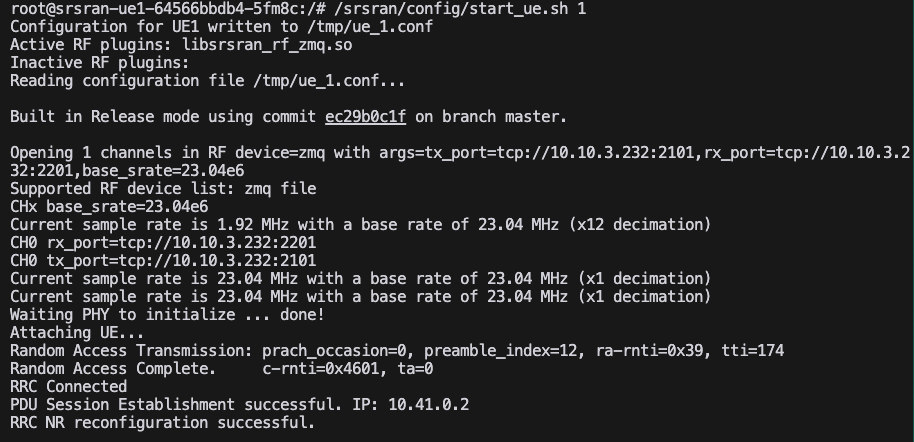 root@srsran-ue1-64566bbdb4-5fm8c:/# /srsran/config/start_ue.sh 1
Configuration for UE1 written to /tmp/ue_1.conf
Active RF plugins: libsrsran_rf_zmq.so
Inactive RF plugins:
Reading configuration file /tmp/ue_1.conf...
Built in Release mode using commit ec29b0c1f on branch master.
Opening 1 channels in RF device=zmq with args=tx_port=tcp://10.10.3.232:2101,rx_port=tcp://10.10.3.2
32:2201,base_srate=23.04e6
Supported RF device list: zmq file
CHx base_srate=23.04e6
Current sample rate is 1.92 MHz with a base rate of 23.04 MHz (x12 decimation)
CH0 rx_port=tcp://10.10.3.232:2201
CH0 tx_port=tcp://10.10.3.232:2101
Current sample rate is 23.04 MHz with a base rate of 23.04 MHz (x1 decimation)
Current sample rate is 23.04 MHz with a base rate of 23.04 MHz (x1 decimation)
Waiting PHY to initialize ... done!
Attaching UE...
Random Access Transmission: prach_occasion=0, preamble_index=12, ra-rnti=0x39, tti=174
Random Access Complete.     c-rnti=0x4601, ta=0
RRC Connected
PDU Session Establishment successful. IP: 10.41.0.2
RRC NR reconfiguration successful.